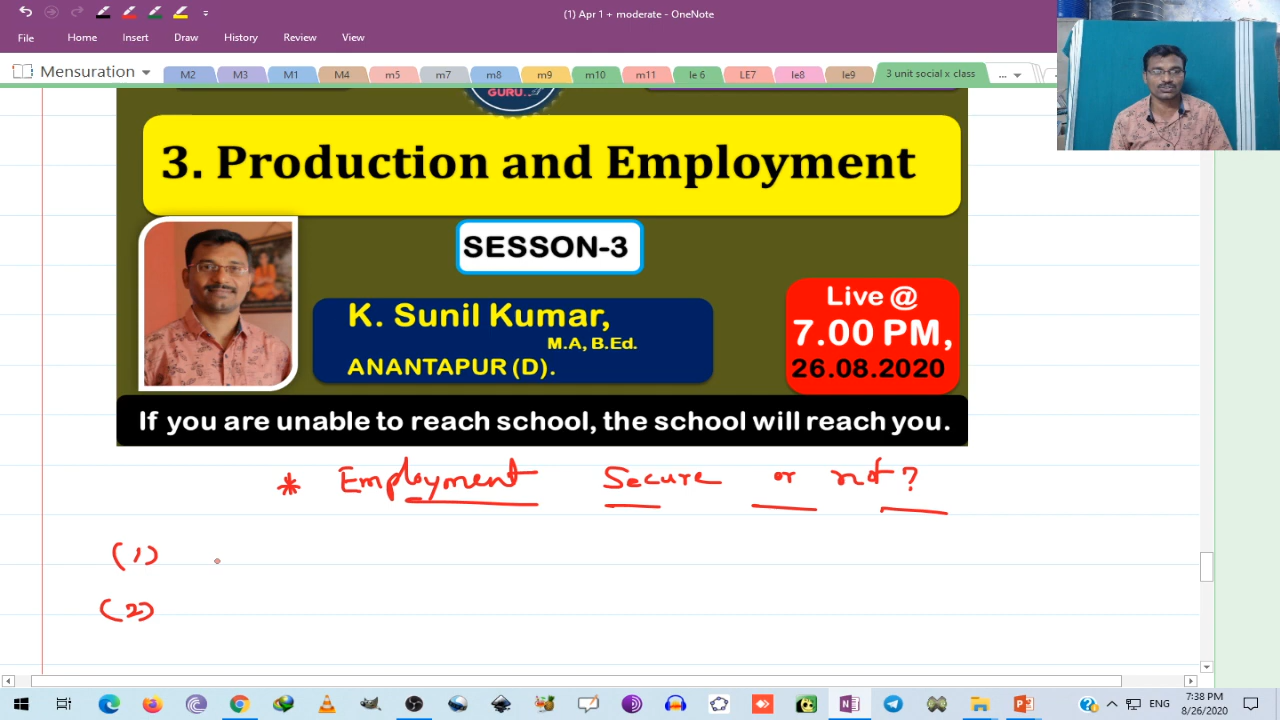 (1) Apr 1 + moderate - OneNote
File Home Insert Draw History Review View
Mensuration M2 M3 M1 M4 m5 m7 m8 m9 m10 m11 le 6 LE7 le8 le9 3 unit social x class ...
GURU..
3. Production and Employment
SESSON-3
K. Sunil Kumar,
M.A, B.Ed.
ANANTAPUR (D).
Live @
7.00 PM,
26.08.2020
If you are unable to reach school, the school will reach you.
* Employment Secure or not?
(1)
(2)
7:38 PM
ENG
8/26/2020